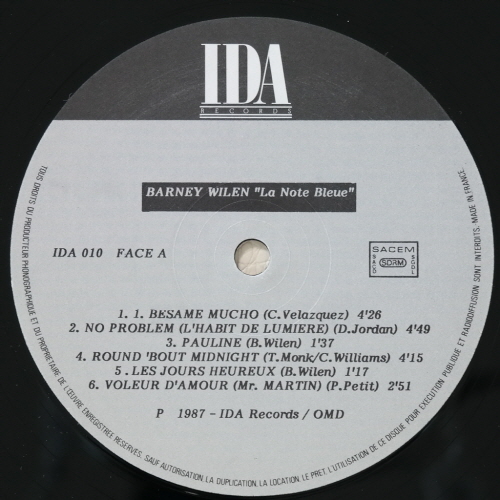 IDA
RECORDS
BARNEY WILEN "La Note Bleue"
IDA 010 FACE A
SACEM
SDRM
SACD
SGDL
1. 1. BESAME MUCHO (C.Velazquez) 4'26
2. NO PROBLEM (L'HABIT DE LUMIERE) (D.Jordan) 4'49
3. PAULINE (B.Wilen) 1'37
4. ROUND 'BOUT MIDNIGHT (T.Monk/C.Williams) 4'15
5 . LES JOURS HEUREUX (B.Wilen) 1'17
6. VOLEUR D'AMOUR (Mr. MARTIN) (P.Petit) 2'51
P 1987 - IDA Records / OMD
TOUS DROITS DU PRODUCTEUR PHONOGRAPHIQUE ET DU PROPRIETAIRE DE L'ŒUVRE ENREGISTREE RESERVES. SAUF AUTORISATION, LA DUPLICATION, LA LOCATION, LE PRET, L'UTILISATION DE CE DISQUE POUR EXECUTION PUBLIQUE ET RADIODIFFUSION SONT INTERDITS. MADE IN FRANCE.